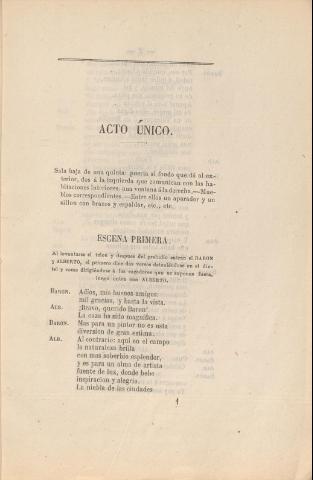 ACTO ÚNICO.
Sala baja de una quinta: puerta al fondo que dá al ex-
terior, dos á la izquierda que comunican con las ha-
bitaciones interiores: una ventana á la derecha.—Mue-
bles correspondientes.—Entre ellos un aparador y un
sillon con brazos y espaldar, etc., etc.
ESCENA PRIMERA.
Al levantarse el telon y despues del preludio entran el BARON
y ALBERTO, el primero dice dos versos deteniéndose en el din-
tel y como dirigiéndose á los cazadores que se suponen fuera,
luego entra con ALBERTO.
BARON. Adios, mis buenos amigos:
mil gracias, y hasta la vista.
ALB. ¡Bravo, querido Baron!
La caza ha sido magnífica.
BARON. Mas para un pintor no es esta
diversion de gran estima.
ALB. Al contrario: aquí en el campo
la naturaleza brilla
con mas soberbio esplendor,
y es para un alma de artista
fuente de luz, donde bebe
inspiracion y alegría.
La niebla de las ciudades
1